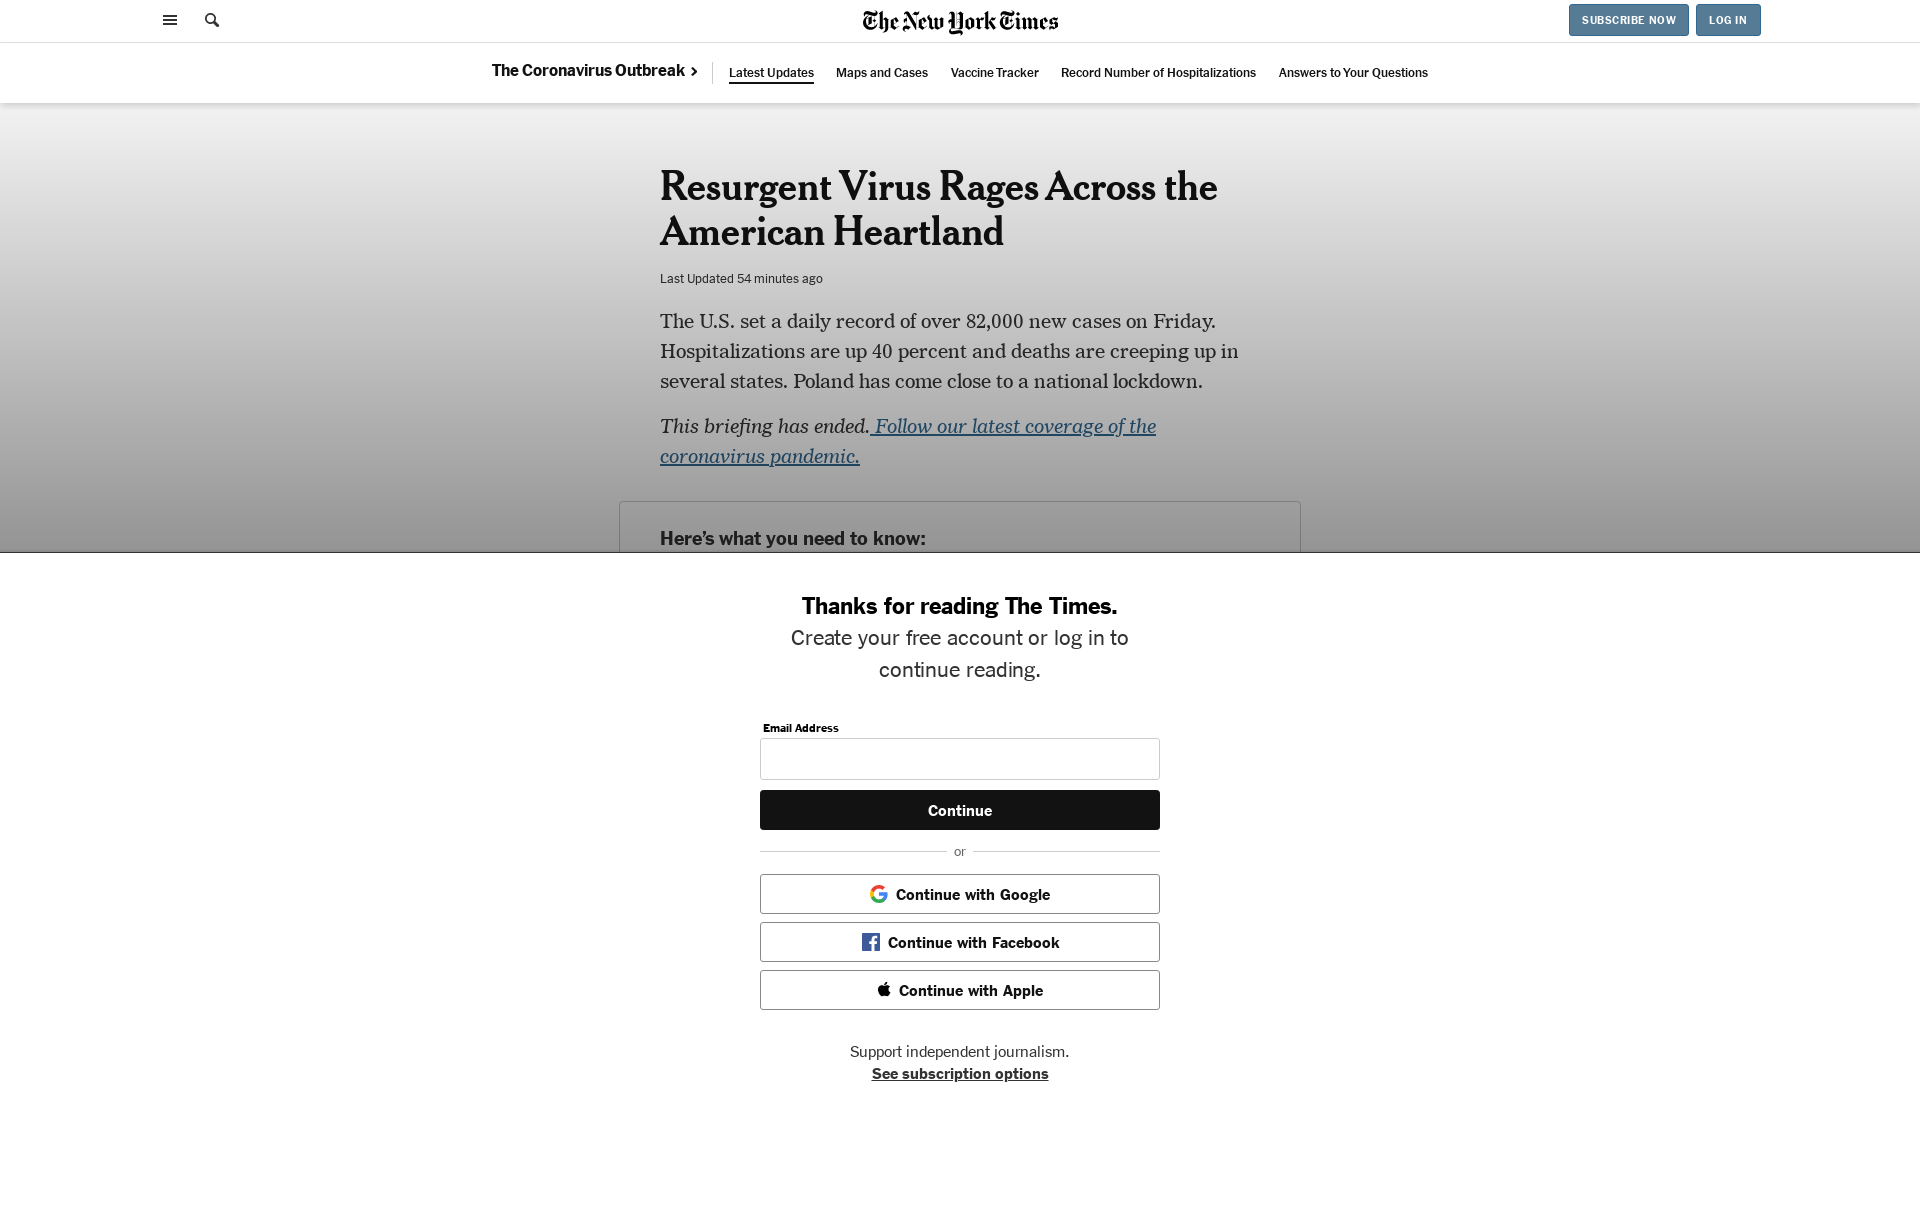 The New York Times
SUBSCRIBE NOW
LOG IN
The Coronavirus Outbreak
Latest Updates
Maps and Cases
Vaccine Tracker
Record Number of Hospitalizations
Answers to Your Questions
Resurgent Virus Rages Across the
American Heartland
Last Updated 54 minutes ago
The U.S. set a daily record of over 82,000 new cases on Friday.
Hospitalizations are up 40 percent and deaths are creeping up in
several states. Poland has come close to a national lockdown.
This briefing has ended. Follow our latest coverage of the
coronavirus pandemic.
Here’s what you need to know:
Thanks for reading The Times.
Create your free account or log in to
continue reading.
Email Address
Continue
or
Continue with Google
Continue with Facebook
Continue with Apple
Support independent journalism.
See subscription options